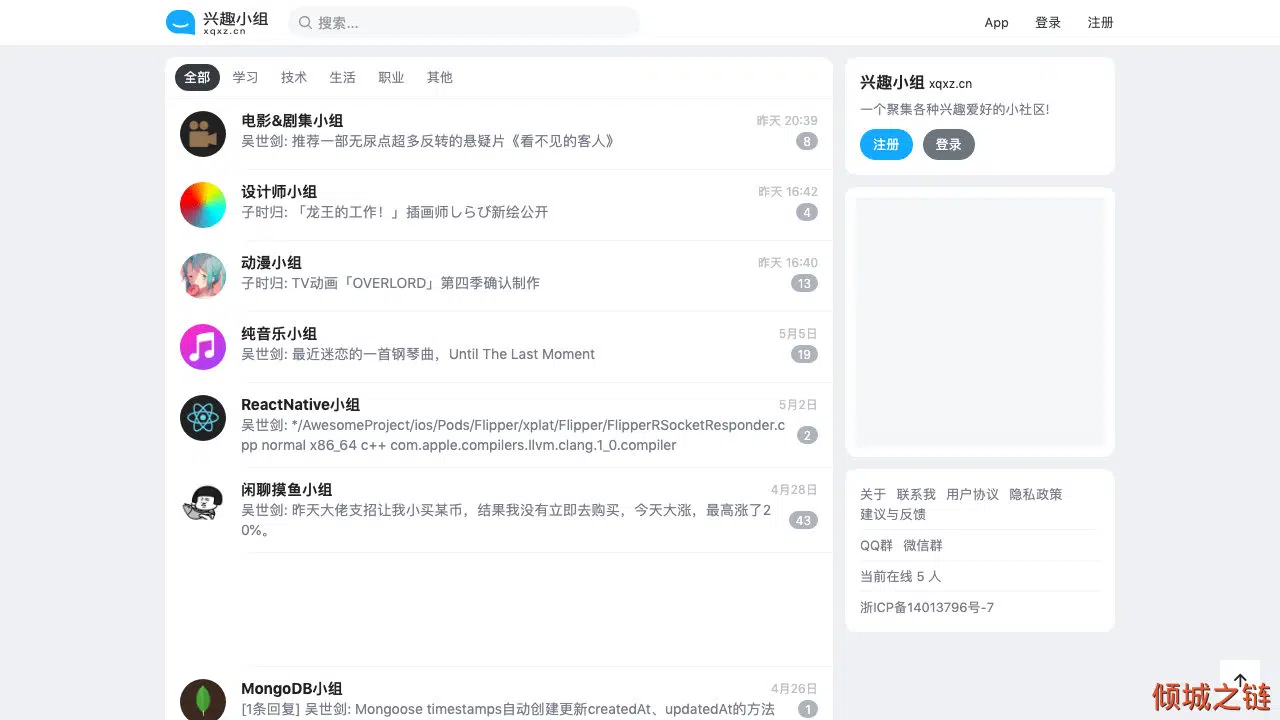 兴趣小组
xqxz.cn
搜索...
App 登录 注册
全部 学习 技术 生活 职业 其他
电影&剧集小组 昨天 20:39
吴世剑: 推荐一部无尿点超多反转的悬疑片《看不见的客人》 8
设计师小组 昨天 16:42
子时归: 「龙王的工作！」插画师しらび新绘公开 4
动漫小组 昨天 16:40
子时归: TV动画「OVERLORD」第四季确认制作 13
纯音乐小组 5月5日
吴世剑: 最近迷恋的一首钢琴曲，Until The Last Moment 19
ReactNative小组 5月2日
吴世剑: */AwesomeProject/ios/Pods/Flipper/xplat/Flipper/FlipperRSocketResponder.c
pp normal x86_64 c++ com.apple.compilers.llvm.clang.1_0.compiler 2
闲聊摸鱼小组 4月28日
吴世剑: 昨天大佬支招让我小买某币，结果我没有立即去购买，今天大涨，最高涨了2
0%。 43
MongoDB小组 4月26日
[1条回复] 吴世剑: Mongoose timestamps自动创建更新createdAt、updatedAt的方法 1
兴趣小组 xqxz.cn
一个聚集各种兴趣爱好的小社区!
注册 登录
关于 联系我 用户协议 隐私政策
建议与反馈
QQ群 微信群
当前在线 5 人
浙ICP备14013796号-7
倾城之链